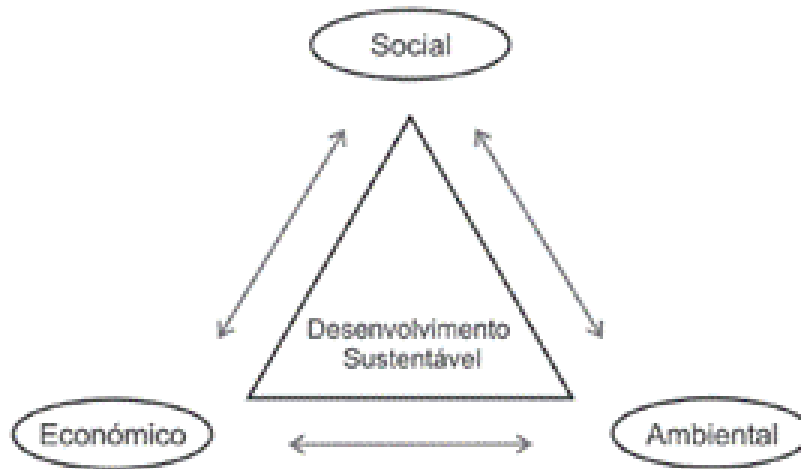 Social
Desenvolvimento
Sustentável
Económico
Ambiental